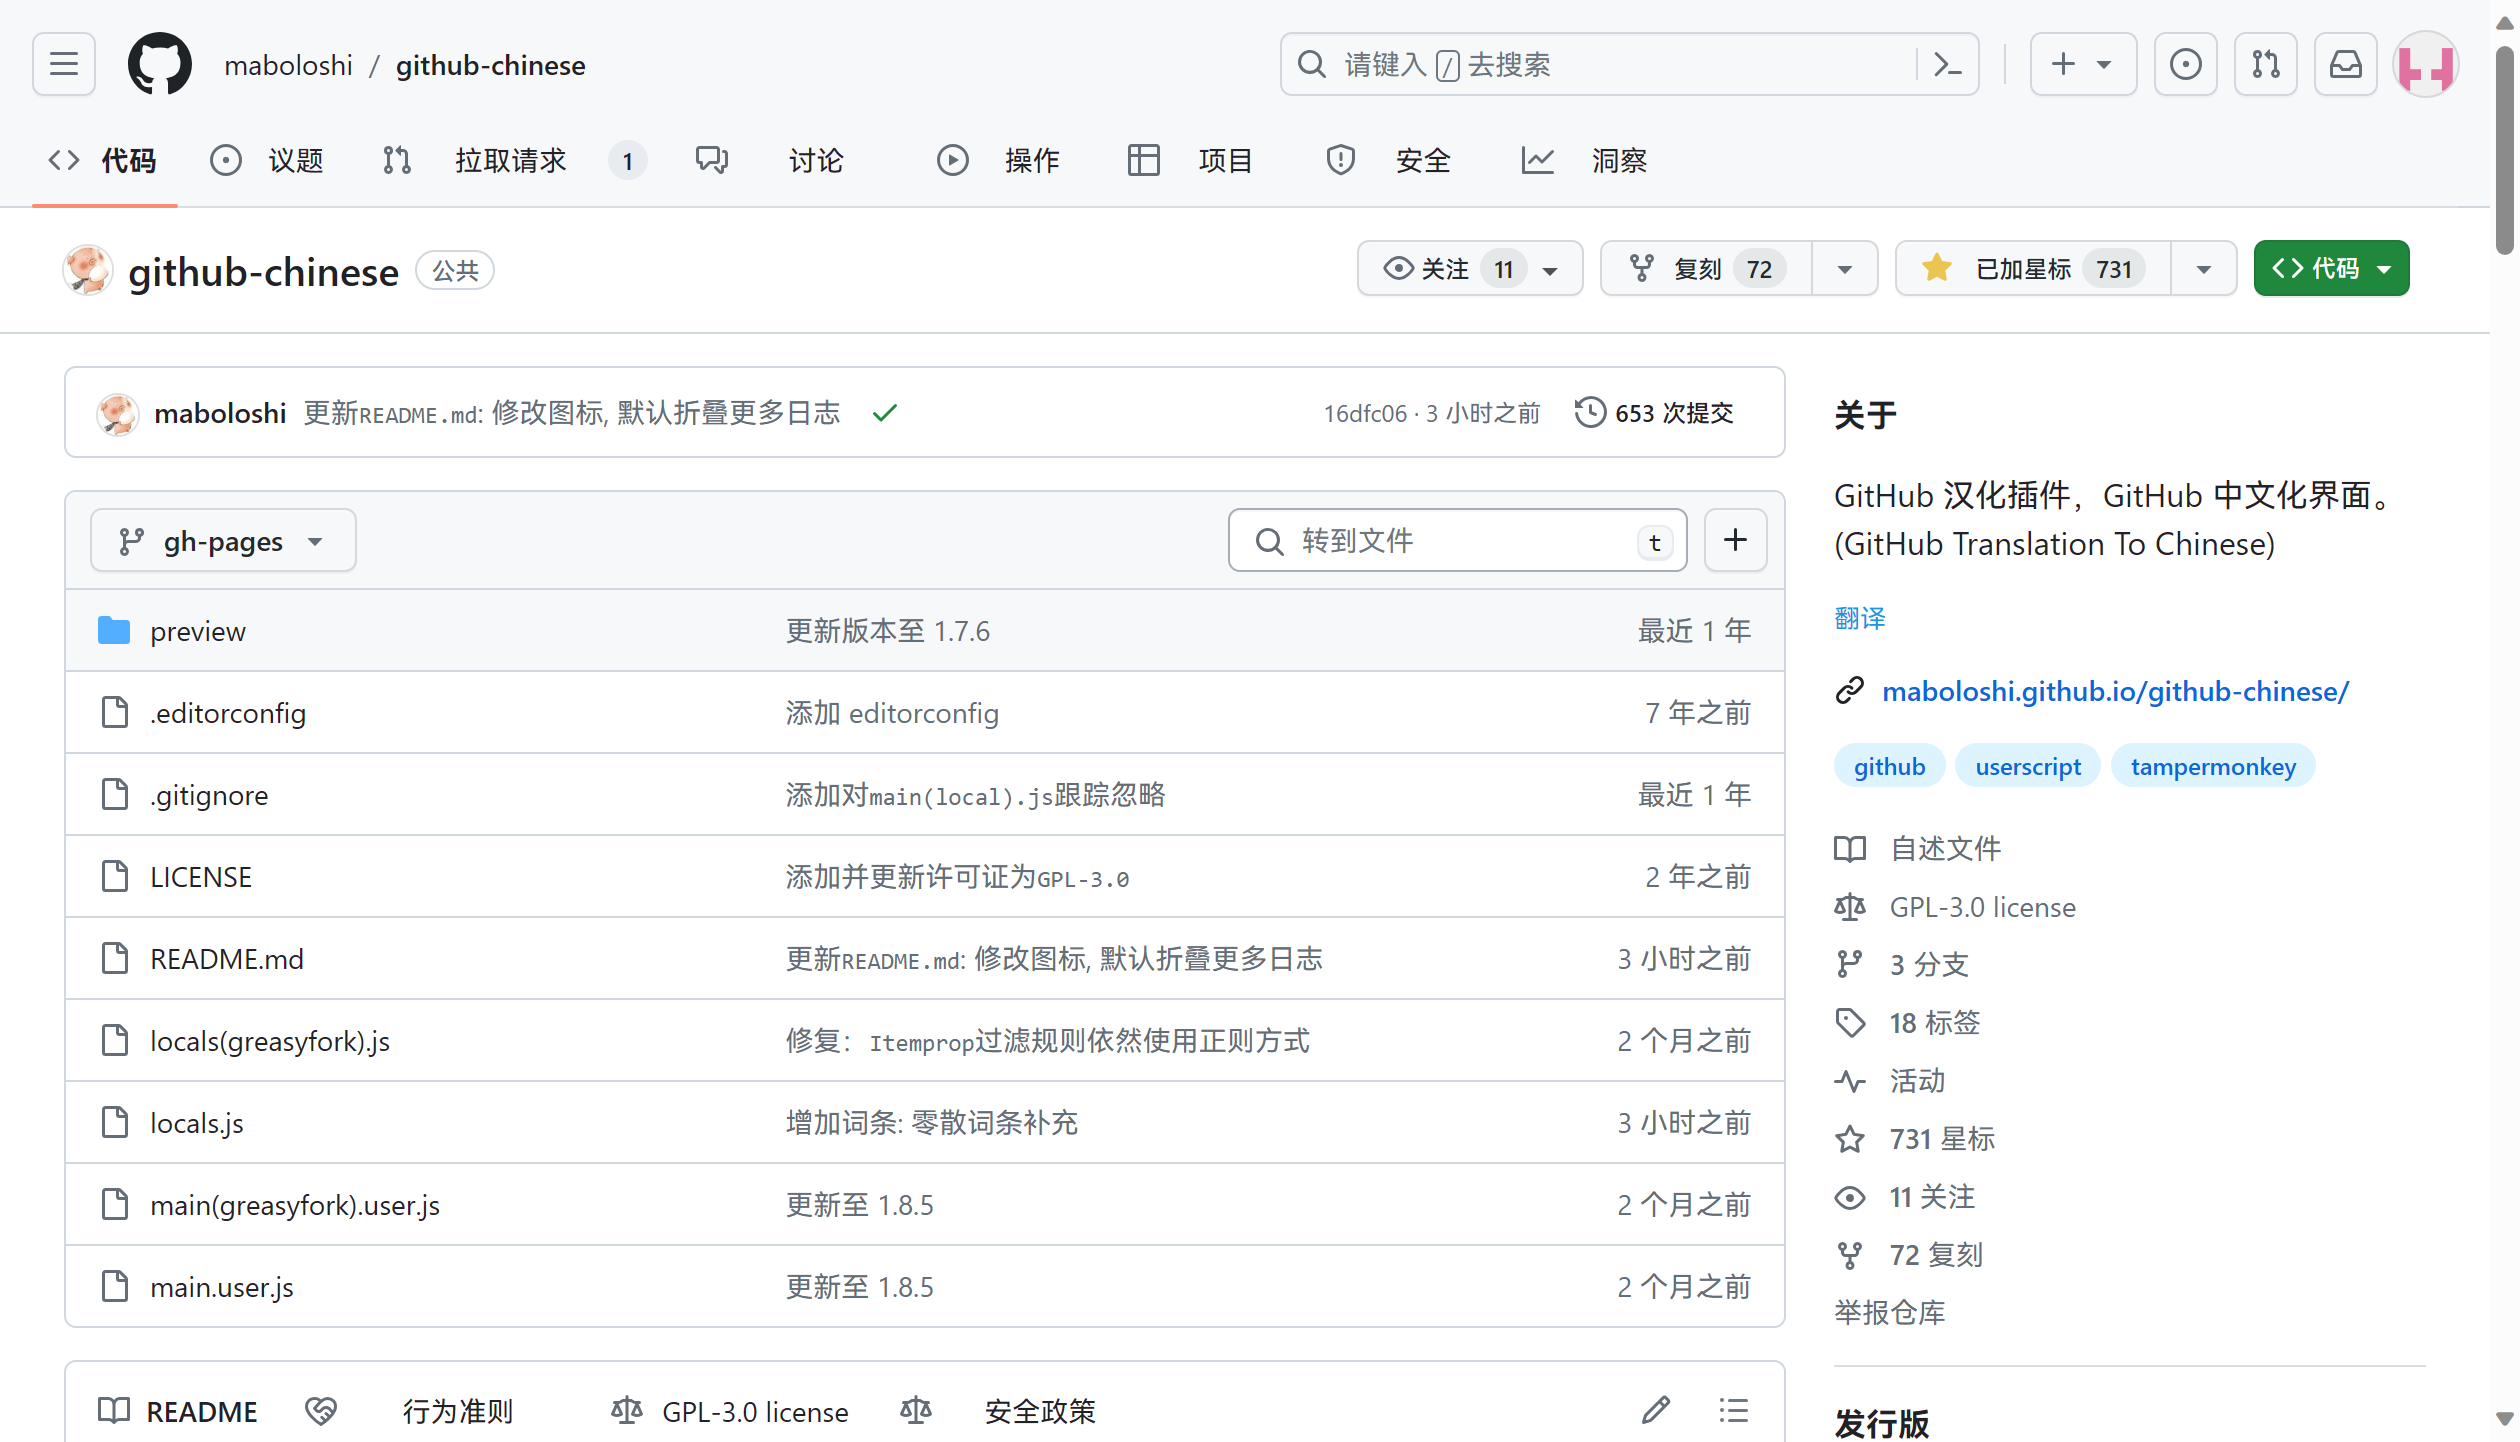 maboloshi / github-chinese
请键入 / 去搜索
代码 议题 拉取请求 1 讨论 操作 项目 安全 洞察
github-chinese 公共
关注 11 复刻 72 已加星标 731 代码
maboloshi 更新README.md: 修改图标, 默认折叠更多日志 16dfc06 · 3 小时之前 653 次提交
gh-pages 转到文件 t
preview 更新版本至 1.7.6 最近 1 年
.editorconfig 添加 editorconfig 7 年之前
.gitignore 添加对main(local).js跟踪忽略 最近 1 年
LICENSE 添加并更新许可证为GPL-3.0 2 年之前
README.md 更新README.md: 修改图标, 默认折叠更多日志 3 小时之前
locals(greasyfork).js 修复：Itemprop过滤规则依然使用正则方式 2 个月之前
locals.js 增加词条: 零散词条补充 3 小时之前
main(greasyfork).user.js 更新至 1.8.5 2 个月之前
main.user.js 更新至 1.8.5 2 个月之前
README 行为准则 GPL-3.0 license 安全政策
关于
GitHub 汉化插件，GitHub 中文化界面。
(GitHub Translation To Chinese)
翻译
maboloshi.github.io/github-chinese/
github userscript tampermonkey
自述文件
GPL-3.0 license
3 分支
18 标签
活动
731 星标
11 关注
72 复刻
举报仓库
发行版